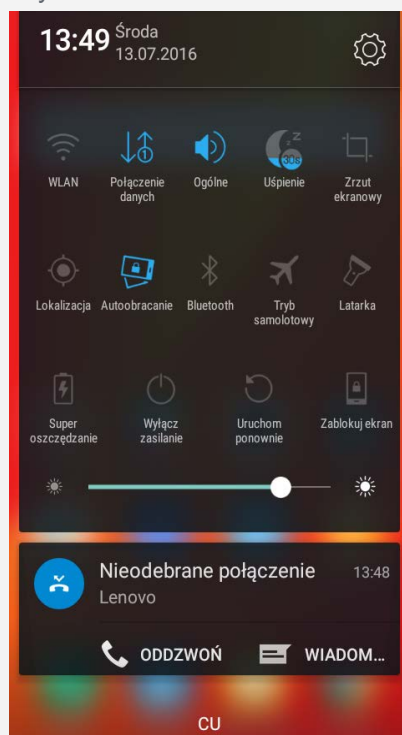 13:49 Środa
13.07.2016
WLAN
Połączenie
danych
1
Ogólne
Uśpienie
30s
Zrzut
ekranowy
Lokalizacja
Autoobracanie
Bluetooth
Tryb
samolotowy
Latarka
Super
oszczędzanie
Wyłącz
zasilanie
Uruchom
ponownie
Zablokuj ekran
Nieodebrane połączenie 13:48
Lenovo
ODDZWOŃ WIADOM...
CU